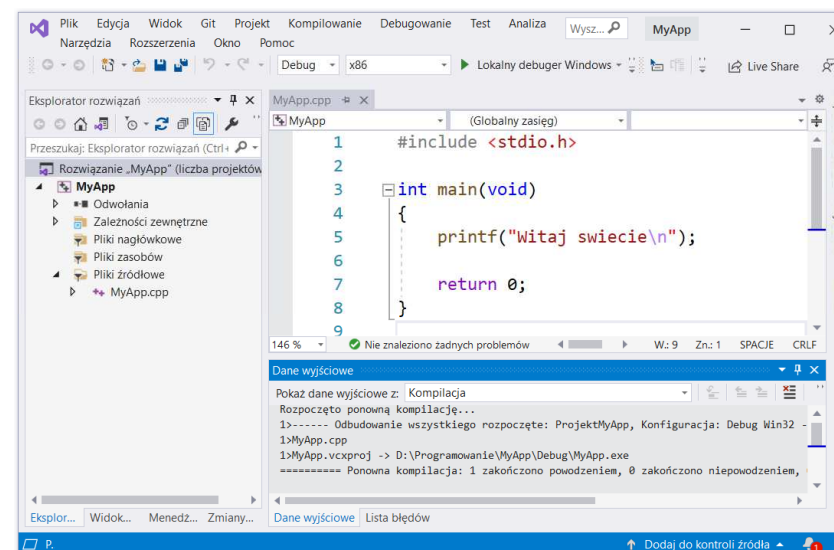 Plik Edycja Widok Git Projekt Kompilowanie Debugowanie Test Analiza Wysz... MyApp
Narzędzia Rozszerzenia Okno Pomoc
Debug x86 Lokalny debuger Windows Live Share
Eksplorator rozwiązań
Przeszukaj: Eksplorator rozwiązań (Ctrl+
Rozwiązanie „MyApp” (liczba projektów
MyApp
Odwołania
Zależności zewnętrzne
Pliki nagłówkowe
Pliki zasobów
Pliki źródłowe
MyApp.cpp
Eksplor... Widok... Menedż... Zmiany...
MyApp.cpp
MyApp (Globalny zasięg)
1 #include <stdio.h>
2
3 int main(void)
4 {
5 printf("Witaj swiecie\n");
6
7 return 0;
8 }
9
146 % Nie znaleziono żadnych problemów W.: 9 Zn.: 1 SPACJE CRLF
Dane wyjściowe
Pokaż dane wyjściowe z: Kompilacja
Rozpoczęto ponowną kompilację...
1>------ Odbudowanie wszystkiego rozpoczęte: ProjektMyApp, Konfiguracja: Debug Win32 -
1>MyApp.cpp
1>MyApp.vcxproj -> D:\Programowanie\MyApp\Debug\MyApp.exe
========== Ponowna kompilacja: 1 zakończono powodzeniem, 0 zakończono niepowodzeniem,
Dane wyjściowe Lista błędów
P. Dodaj do kontroli źródła 1